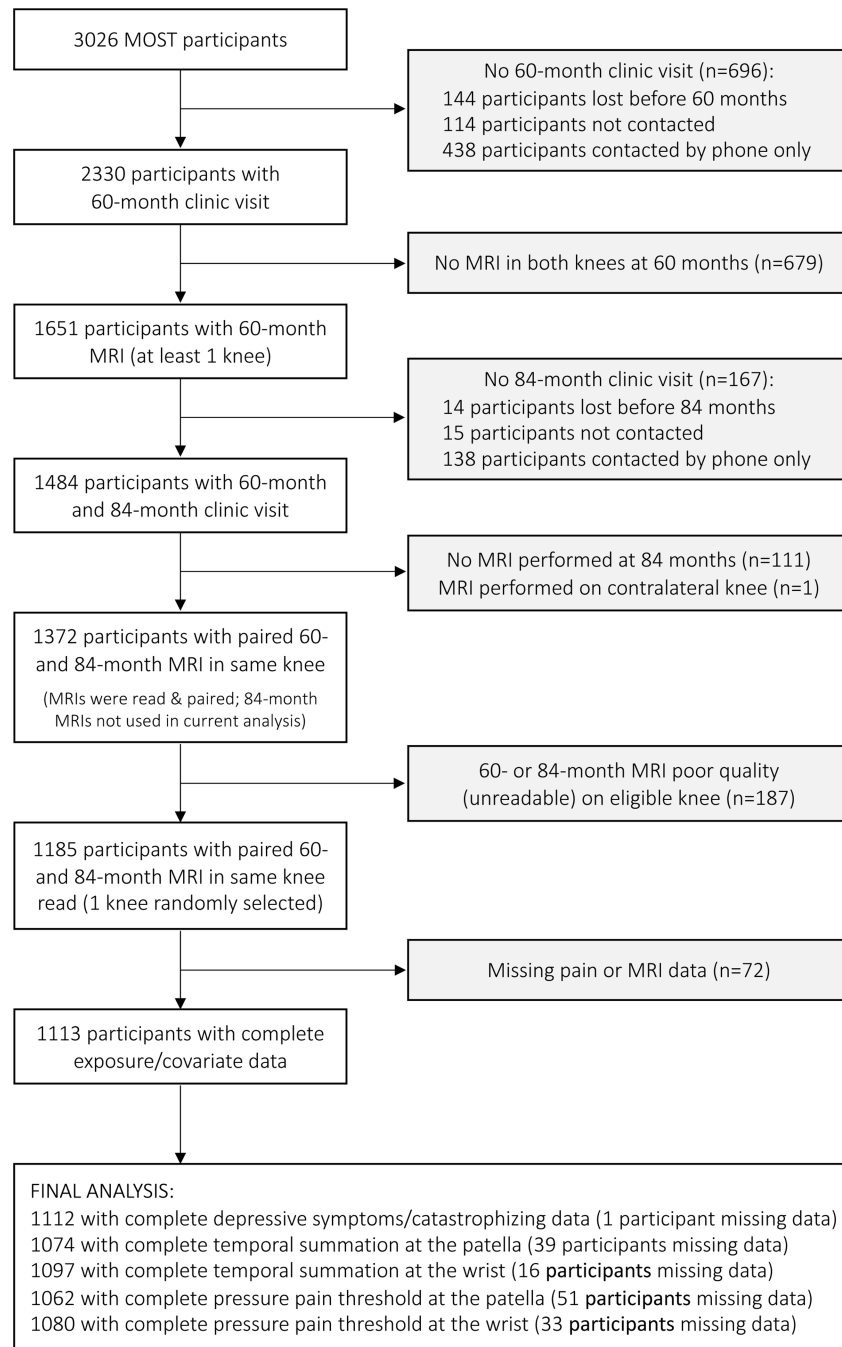 3026 MOST participants
No 60-month clinic visit (n=696):
144 participants lost before 60 months
114 participants not contacted
438 participants contacted by phone only
2330 participants with
60-month clinic visit
No MRI in both knees at 60 months (n=679)
1651 participants with 60-month
MRI (at least 1 knee)
No 84-month clinic visit (n=167):
14 participants lost before 84 months
15 participants not contacted
138 participants contacted by phone only
1484 participants with 60-month
and 84-month clinic visit
No MRI performed at 84 months (n=111)
MRI performed on contralateral knee (n=1)
1372 participants with paired 60-
and 84-month MRI in same knee
(MRIs were read & paired; 84-month
MRIs not used in current analysis)
60- or 84-month MRI poor quality
(unreadable) on eligible knee (n=187)
1185 participants with paired 60-
and 84-month MRI in same knee
read (1 knee randomly selected)
Missing pain or MRI data (n=72)
1113 participants with complete
exposure/covariate data
FINAL ANALYSIS:
1112 with complete depressive symptoms/catastrophizing data (1 participant missing data)
1074 with complete temporal summation at the patella (39 participants missing data)
1097 with complete temporal summation at the wrist (16 participants missing data)
1062 with complete pressure pain threshold at the patella (51 participants missing data)
1080 with complete pressure pain threshold at the wrist (33 participants missing data)